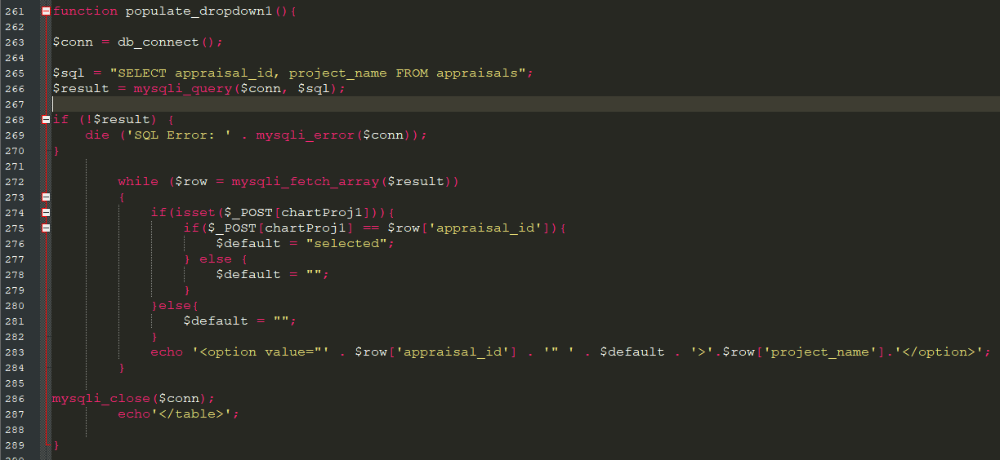 261 function populate_dropdown1(){
262
263 $conn = db_connect();
264
265 $sql = "SELECT appraisal_id, project_name FROM appraisals";
266 $result = mysqli_query($conn, $sql);
267
268 if (!$result) {
269 die ('SQL Error: ' . mysqli_error($conn));
270 }
271
272 while ($row = mysqli_fetch_array($result))
273 {
274 if(isset($_POST[chartProj1])){
275 if($_POST[chartProj1] == $row['appraisal_id']){
276 $default = "selected";
277 } else {
278 $default = "";
279 }
280 }else{
281 $default = "";
282 }
283 echo '<option value="' . $row['appraisal_id'] . '" ' . $default . '>'.$row['project_name'].'</option>';
284 }
285
286 mysqli_close($conn);
287 echo'</table>';
288
289 }